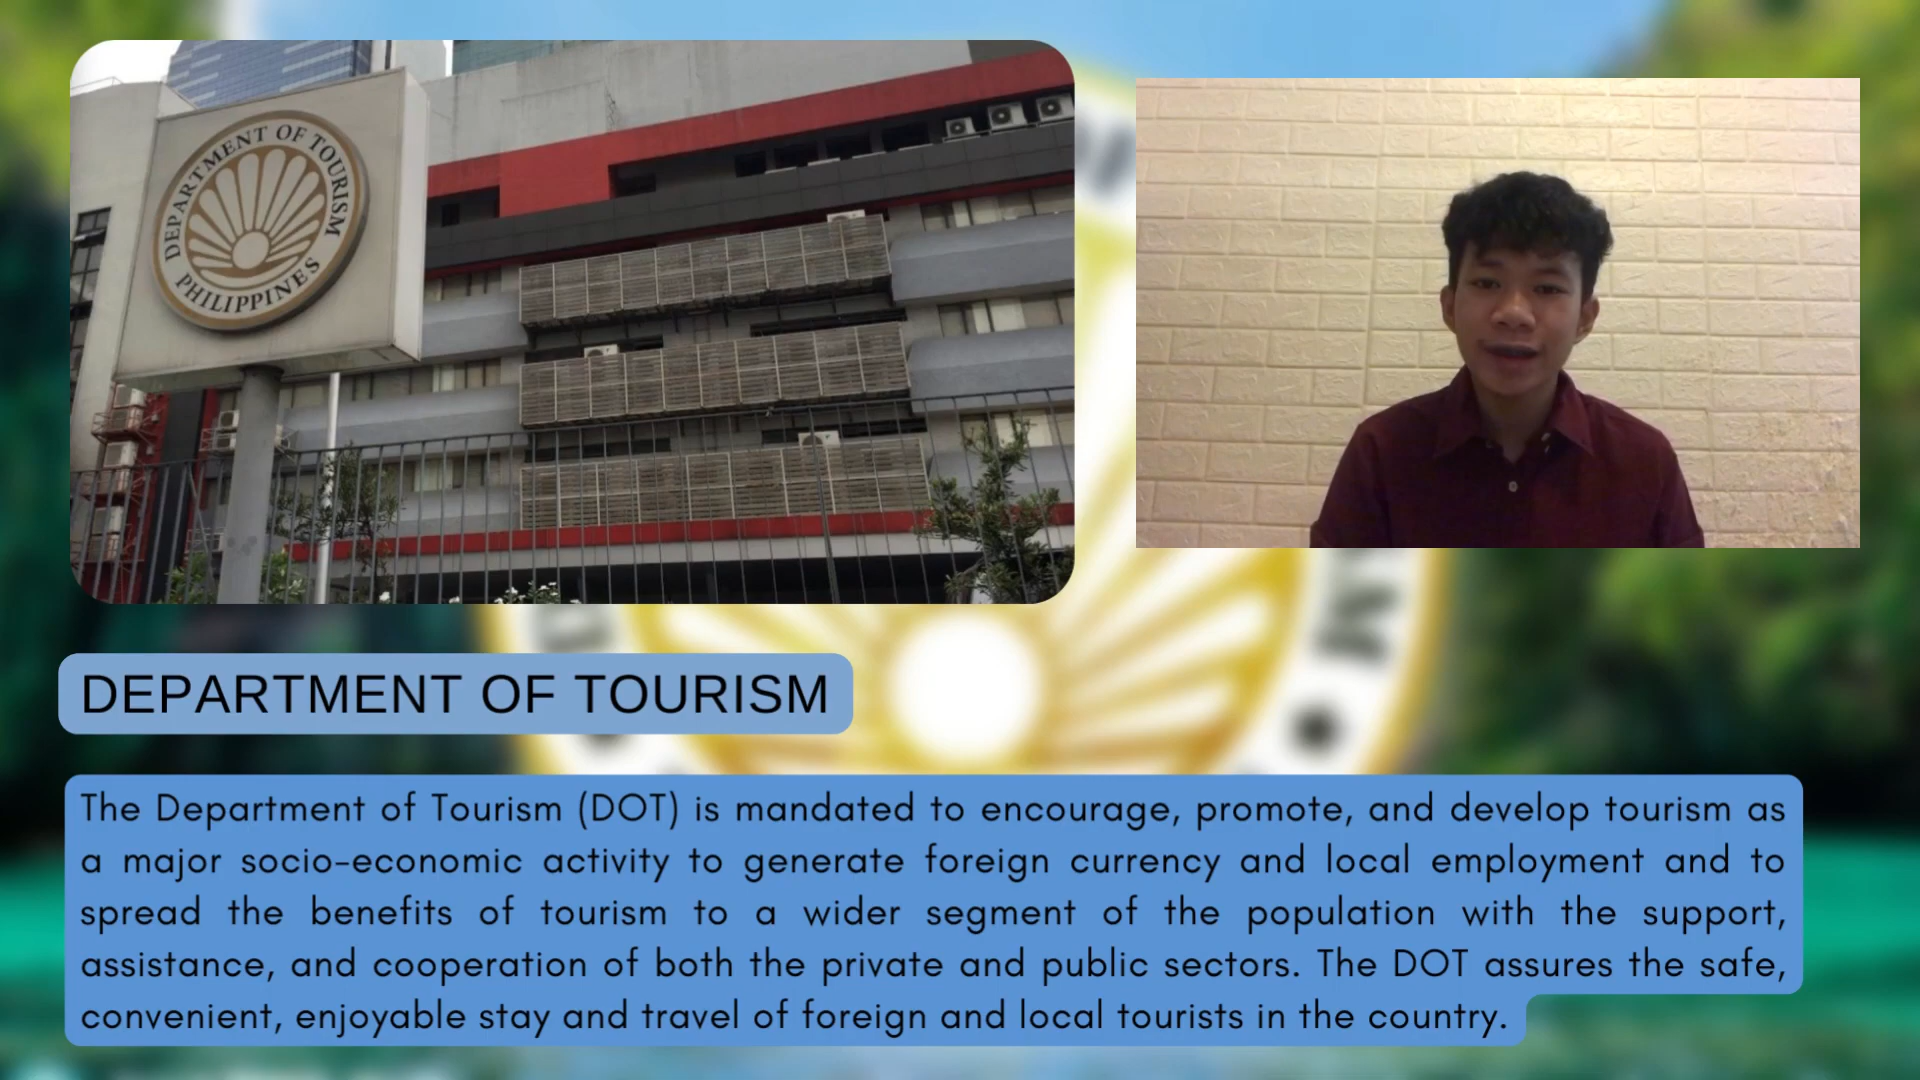 DEPARTMENT OF TOURISM
PHILIPPINES
DEPARTMENT OF TOURISM
The Department of Tourism (DOT) is mandated to encourage, promote, and develop tourism as
a major socio-economic activity to generate foreign currency and local employment and to
spread the benefits of tourism to a wider segment of the population with the support,
assistance, and cooperation of both the private and public sectors. The DOT assures the safe,
convenient, enjoyable stay and travel of foreign and local tourists in the country.